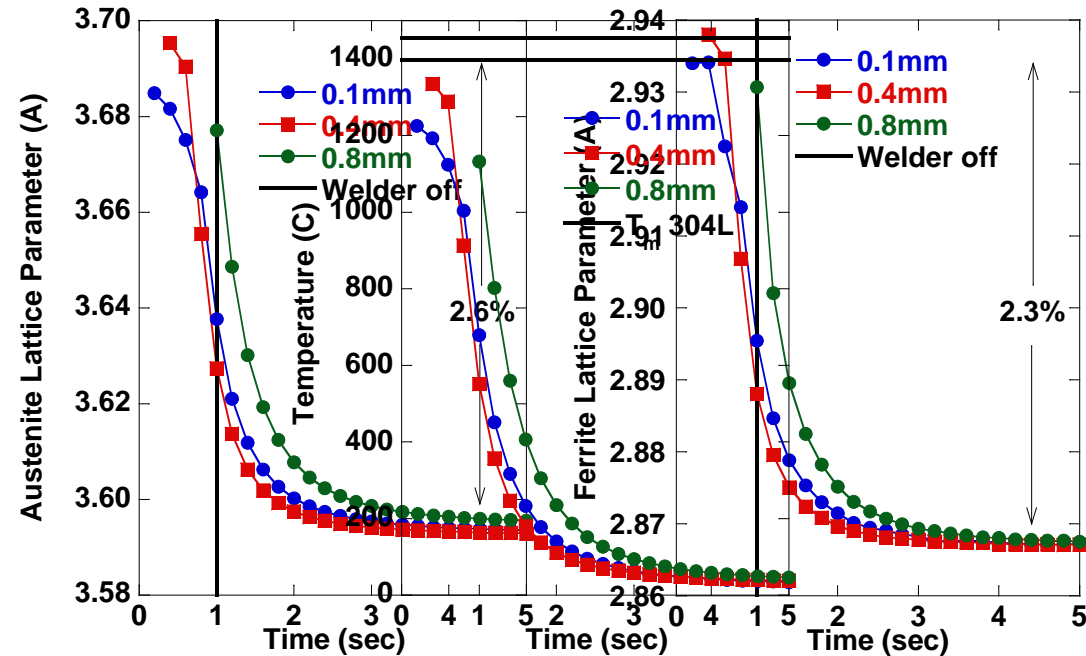 Austenite Lattice Parameter (A)
3.70
3.68
3.66
3.64
3.62
3.60
3.58
0.1mm
0.4mm
0.8mm
Welder off
0
1
2
3
4
5
Time (sec)
2.6%
Temperature (C)
1400
1200
1000
800
600
400
200
0
0.1mm
0.4mm
0.8mm
Tm 304L
0
1
2
3
4
5
Time (sec)
Ferrite Lattice Parameter (A)
2.94
2.93
2.92
2.91
2.90
2.89
2.88
2.87
2.86
0.1mm
0.4mm
0.8mm
Welder off
2.3%
0
1
2
3
4
5
Time (sec)